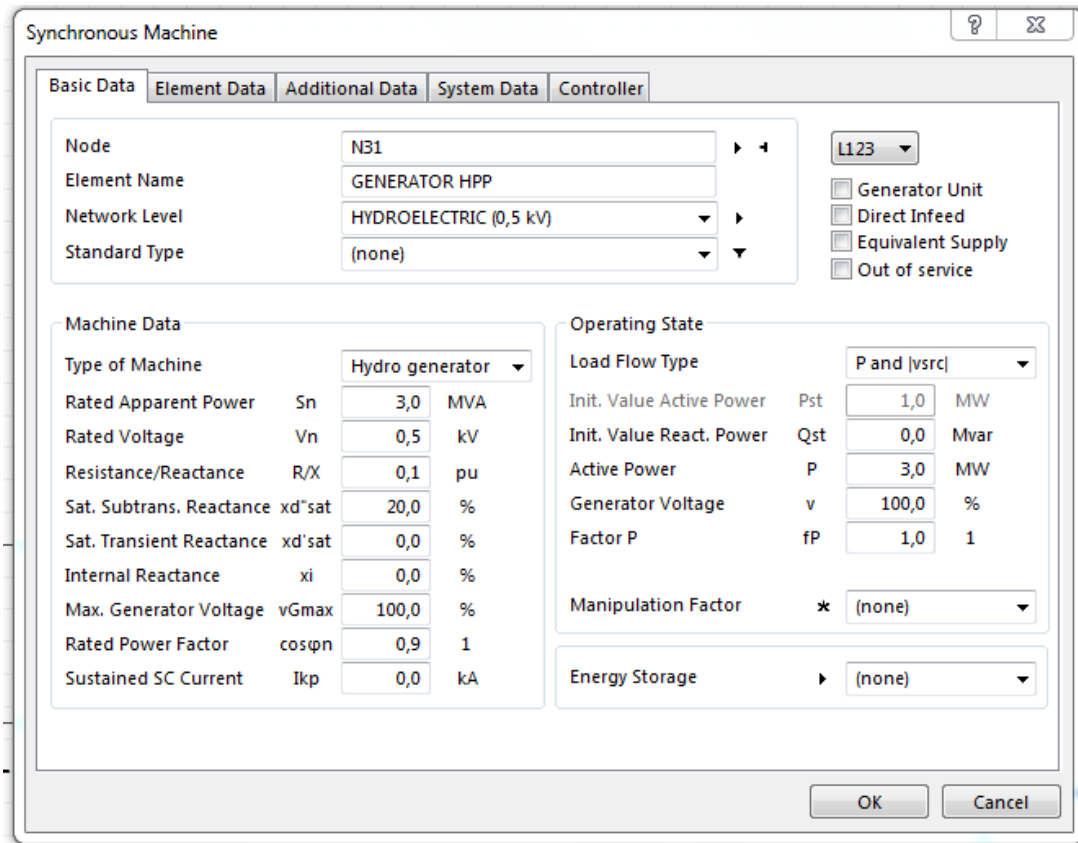 Synchronous Machine
Basic Data Element Data Additional Data System Data Controller
Node N31
Element Name GENERATOR HPP
Network Level HYDROELECTRIC (0,5 kV)
Standard Type (none)
L123
Generator Unit
Direct Infeed
Equivalent Supply
Out of service
Machine Data
Type of Machine Hydro generator
Rated Apparent Power Sn 3,0 MVA
Rated Voltage Vn 0,5 kV
Resistance/Reactance R/X 0,1 pu
Sat. Subtrans. Reactance xd"sat 20,0 %
Sat. Transient Reactance xd'sat 0,0 %
Internal Reactance xi 0,0 %
Max. Generator Voltage vGmax 100,0 %
Rated Power Factor cosφn 0,9 1
Sustained SC Current Ikp 0,0 kA
Operating State
Load Flow Type P and |vsrc|
Init. Value Active Power Pst 1,0 MW
Init. Value React. Power Qst 0,0 Mvar
Active Power P 3,0 MW
Generator Voltage v 100,0 %
Factor P fP 1,0 1
Manipulation Factor * (none)
Energy Storage (none)
OK Cancel